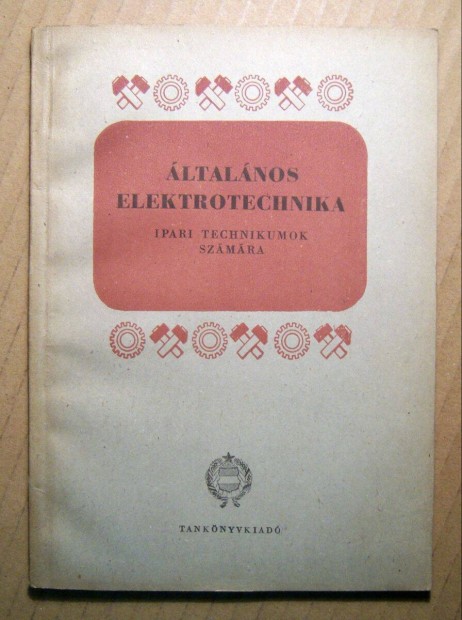 ÁLTALÁNOS
ELEKTROTECHNIKA
IPARI TECHNIKUMOK
SZÁMÁRA
TANKÖNYVKIADÓ